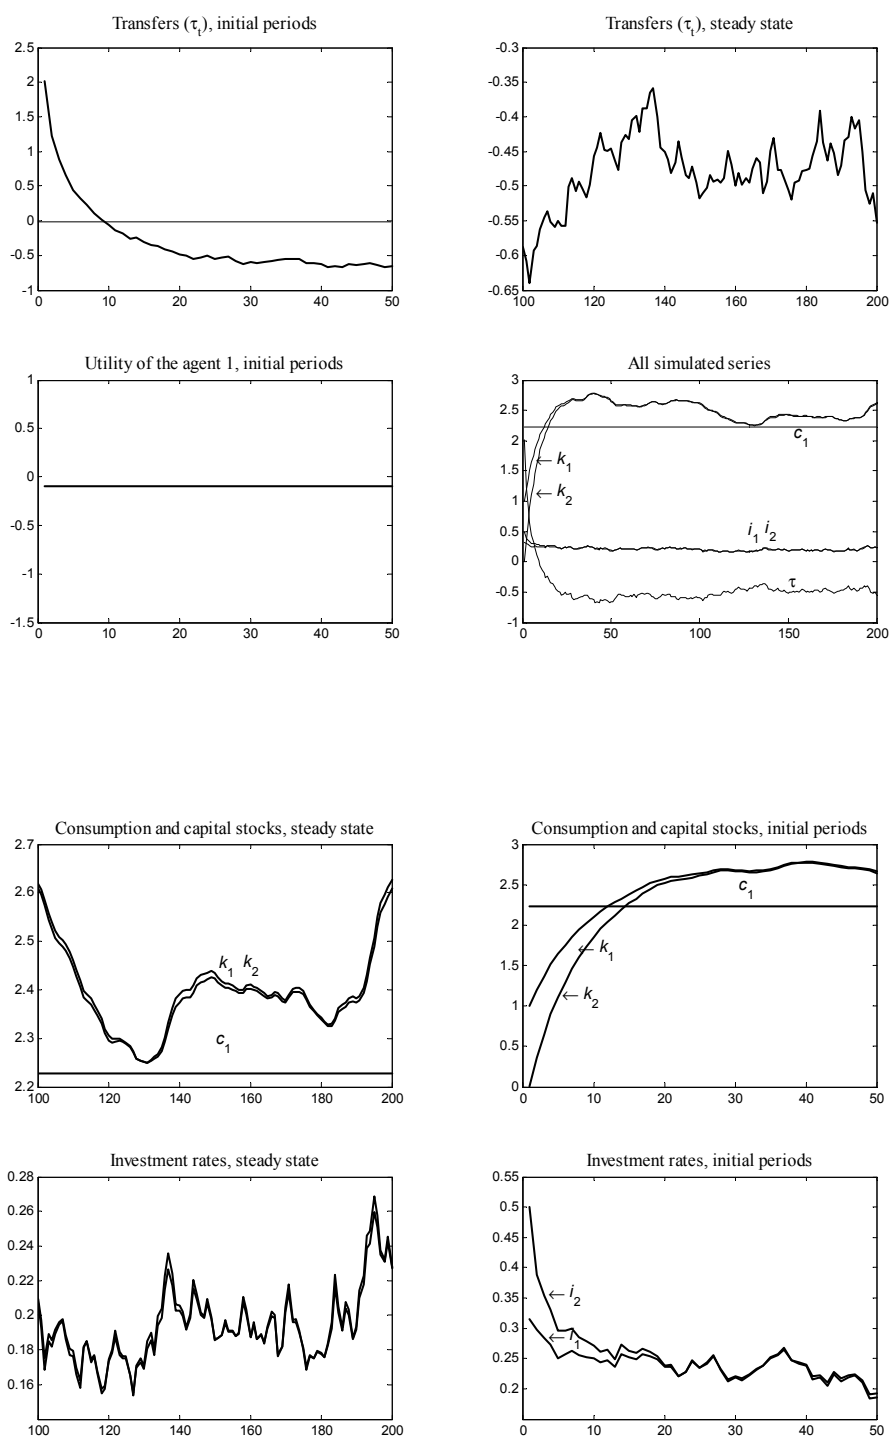 Transfers (τt), initial periods
2.5
2
1.5
1
0.5
0
-0.5
-1
0 10 20 30 40 50
Transfers (τt), steady state
-0.3
-0.35
-0.4
-0.45
-0.5
-0.55
-0.6
-0.65
100 120 140 160 180 200
Utility of the agent 1, initial periods
1
0.5
0
-0.5
-1
-1.5
0 10 20 30 40 50
All simulated series
3
2.5
2
1.5
1
0.5
0
-0.5
-1
c1
← k1
← k2
i1 i2
τ
0 50 100 150 200
Consumption and capital stocks, steady state
2.7
2.6
2.5
2.4
2.3
2.2
k1 k2
c1
100 120 140 160 180 200
Consumption and capital stocks, initial periods
3
2.5
2
1.5
1
0.5
0
c1
← k1
← k2
0 10 20 30 40 50
Investment rates, steady state
0.28
0.26
0.24
0.22
0.2
0.18
0.16
100 120 140 160 180 200
Investment rates, initial periods
0.55
0.5
0.45
0.4
0.35
0.3
0.25
0.2
← i2
← i1
0 10 20 30 40 50